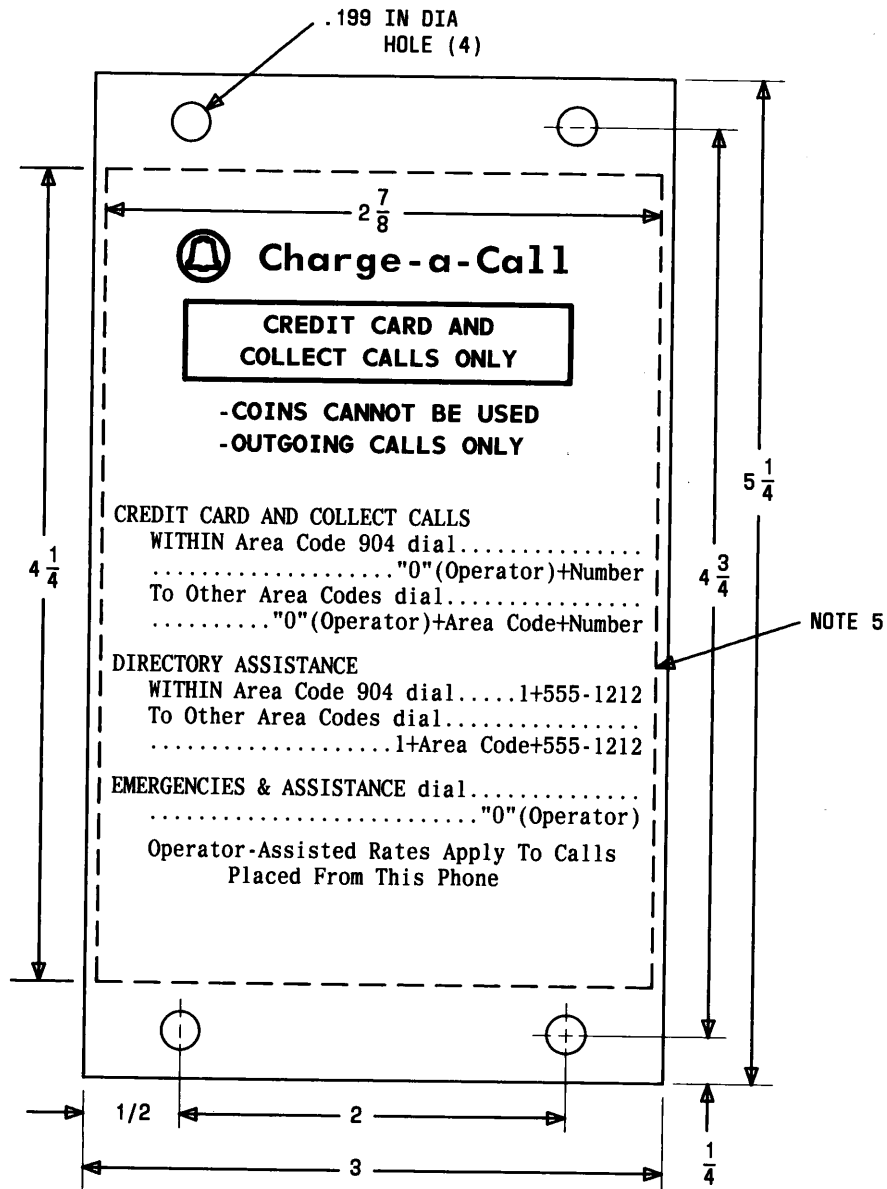 .199 IN DIA
HOLE (4)
2 7/8
Charge-a-Call
CREDIT CARD AND
COLLECT CALLS ONLY
-COINS CANNOT BE USED
-OUTGOING CALLS ONLY
5 1/4
CREDIT CARD AND COLLECT CALLS
WITHIN Area Code 904 dial...............
....................."0"(Operator)+Number
To Other Area Codes dial................
.........."0"(Operator)+Area Code+Number
4 1/4
4 3/4
NOTE 5
DIRECTORY ASSISTANCE
WITHIN Area Code 904 dial.....1+555-1212
To Other Area Codes dial................
....................1+Area Code+555-1212
EMERGENCIES & ASSISTANCE dial.............
............................"0"(Operator)
Operator-Assisted Rates Apply To Calls
Placed From This Phone
1/2
2
3
1/4